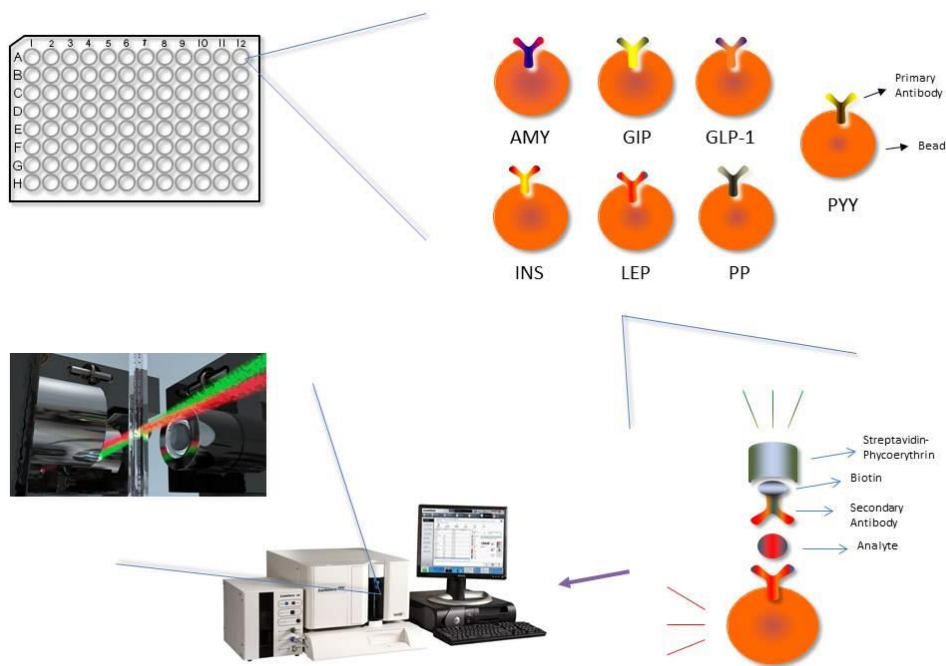 1 2 3 4 5 6 7 8 9 10 11 12
A
B
C
D
E
F
G
H
AMY
GIP
GLP-1
Primary
Antibody
Bead
PYY
INS
LEP
PP
Streptavidin-
Phycoerythrin
Biotin
Secondary
Antibody
Analyte